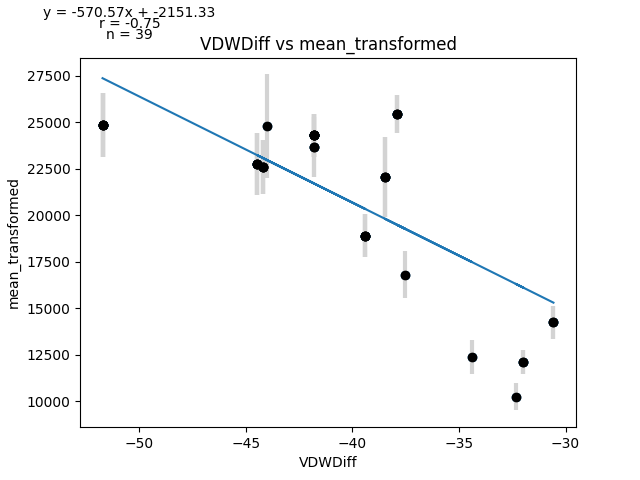 y = -570.57x + -2151.33
r = -0.75
n = 39
VDWDiff vs mean_transformed
27500
25000
22500
20000
17500
15000
12500
10000
mean_transformed
−50
−45
−40
−35
−30
VDWDiff